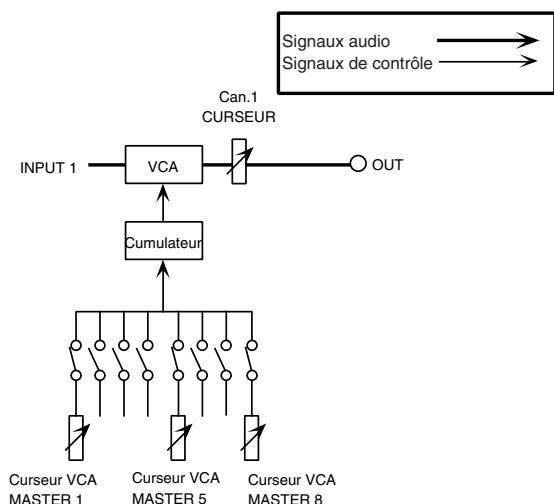 Signaux audio
Signaux de contrôle
Can.1
CURSEUR
INPUT 1
VCA
OUT
Cumulateur
Curseur VCA
MASTER 1
Curseur VCA
MASTER 5
Curseur VCA
MASTER 8